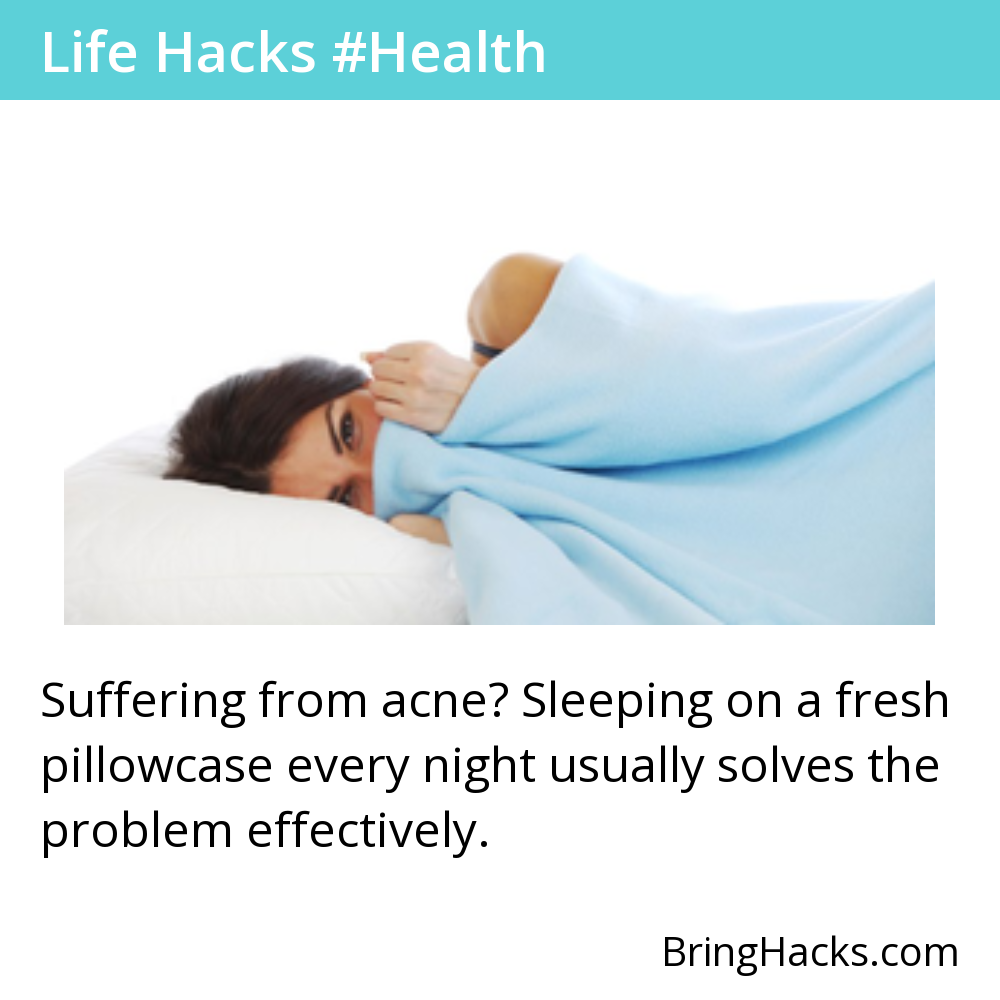 Life Hacks #Health
Suffering from acne? Sleeping on a fresh
pillowcase every night usually solves the
problem effectively.
BringHacks.com